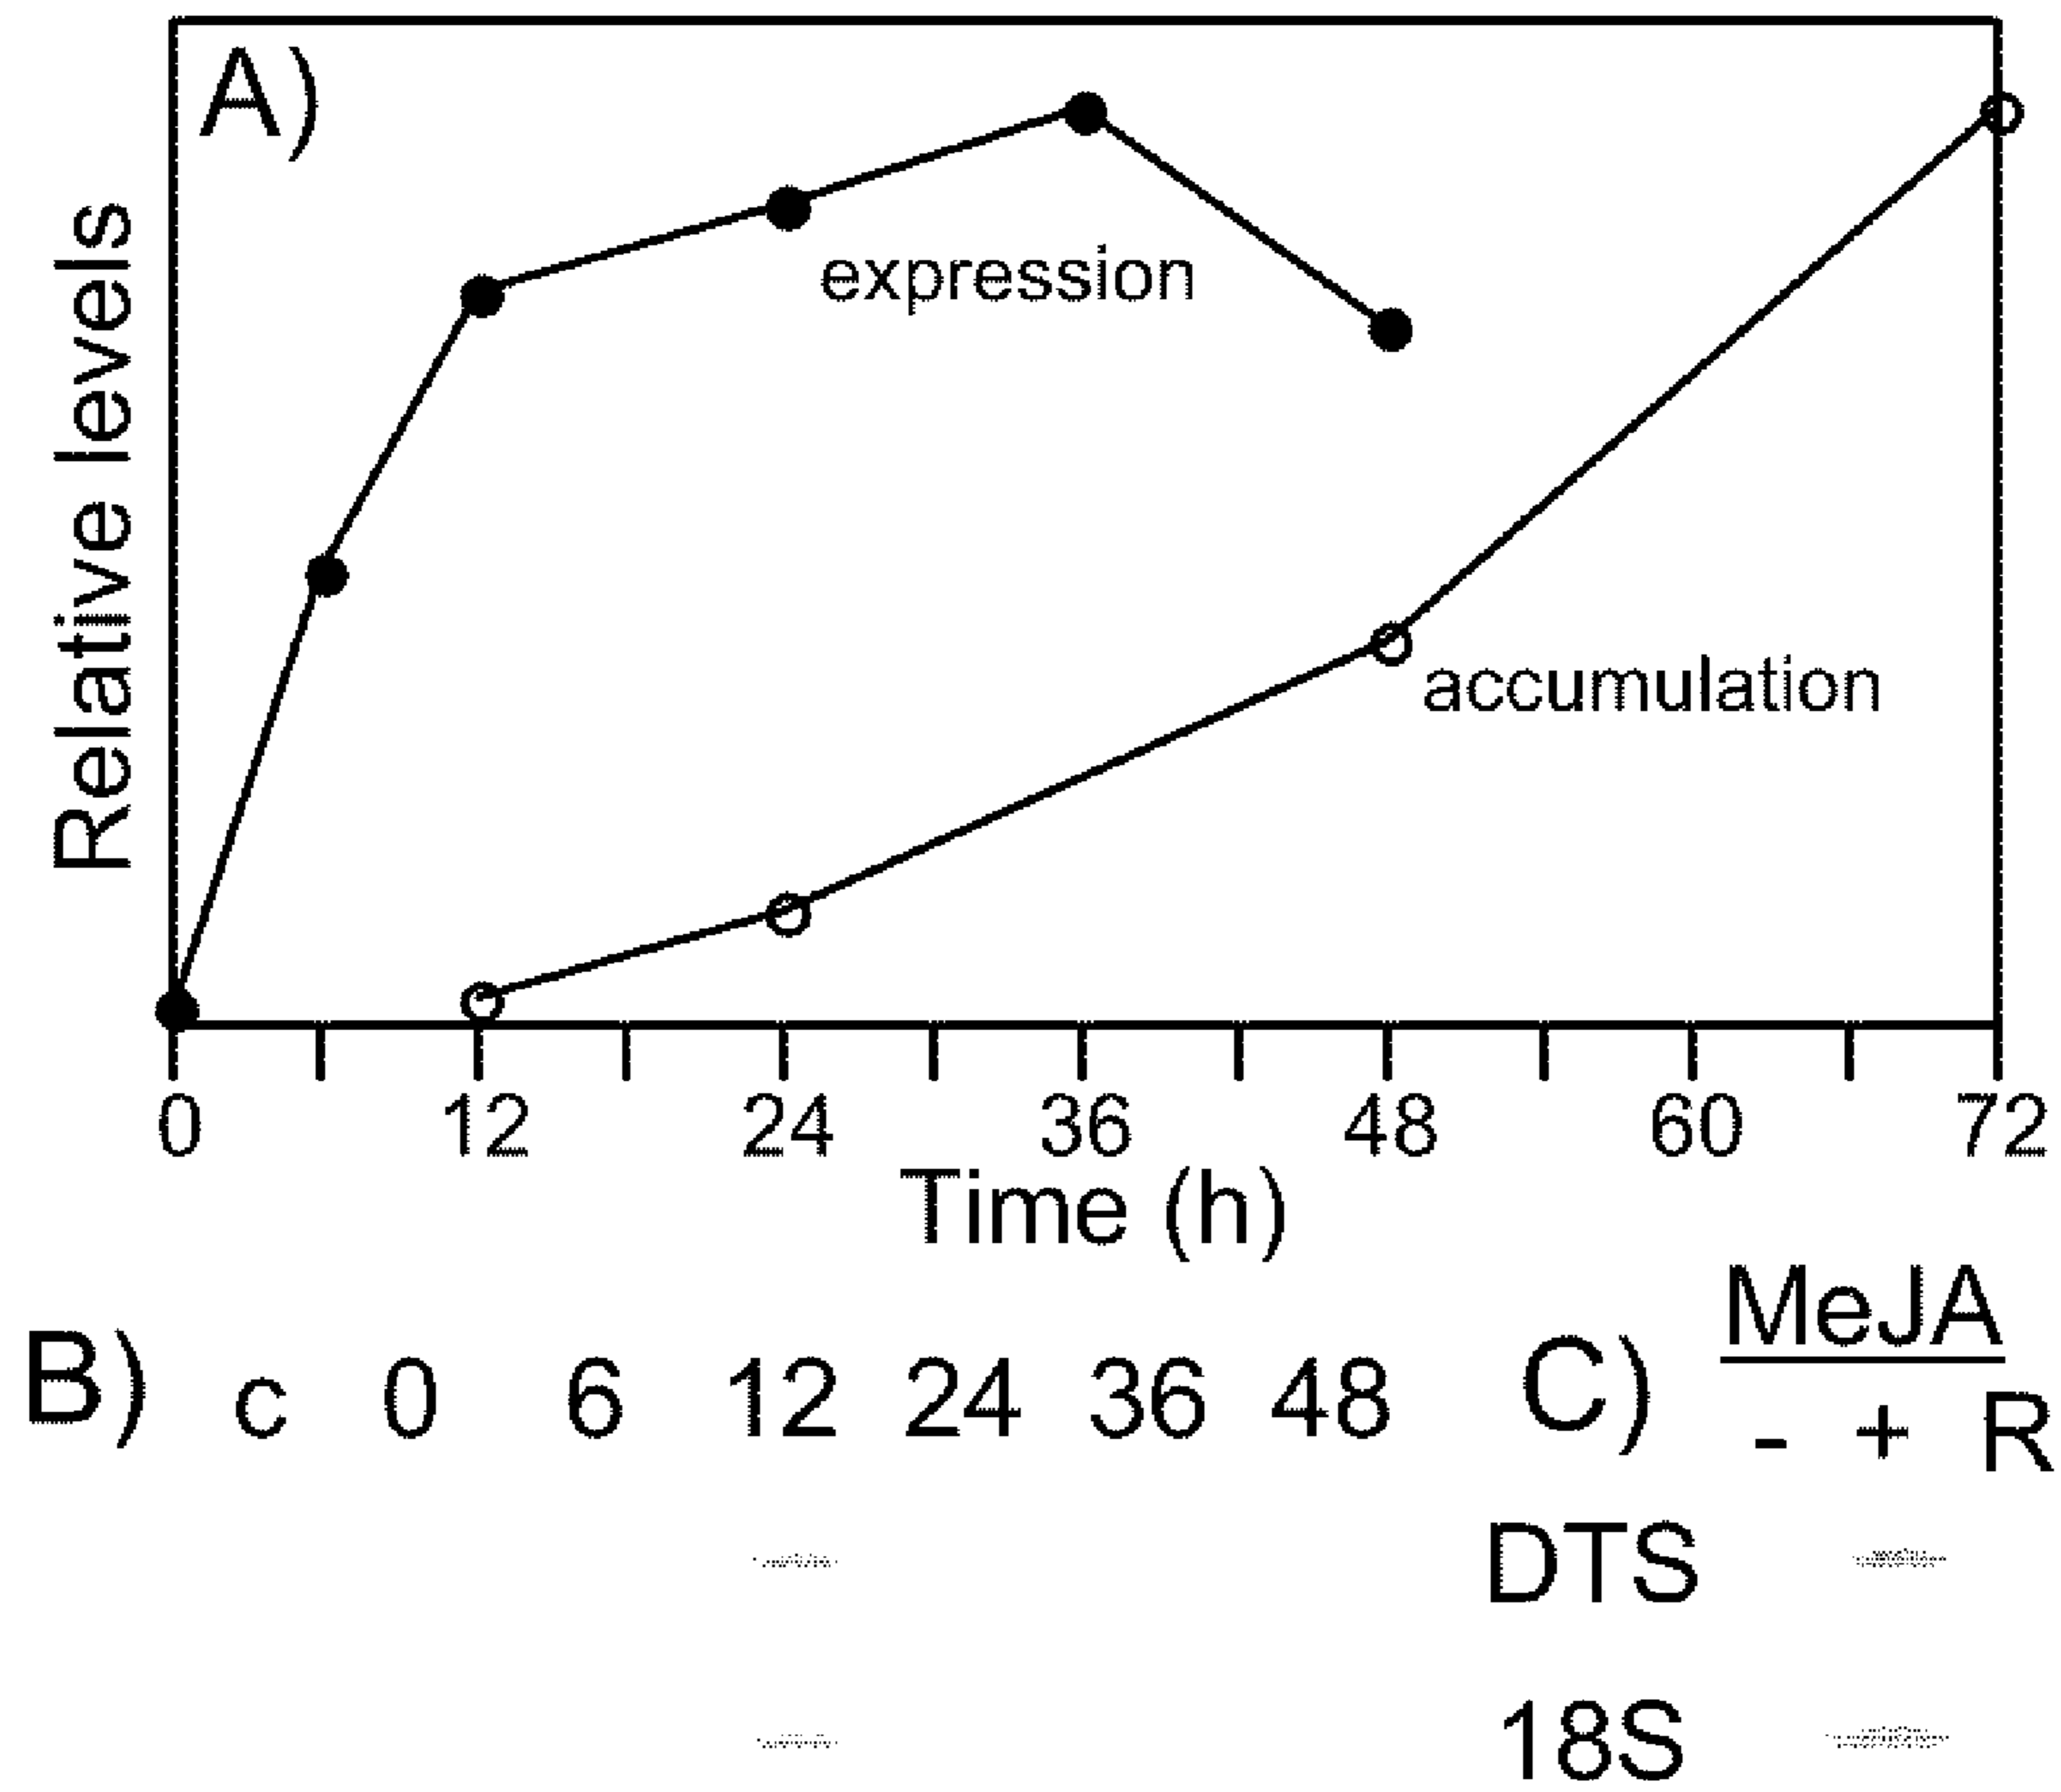 A)
Relative levels
expression
accumulation
0 12 24 36 48 60 72
Time (h)
B) c 0 6 12 24 36 48
C) MeJA
- + R
DTS
18S